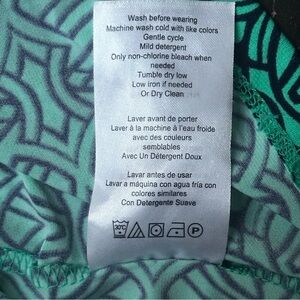 Wash before wearing
Machine wash cold with like colors
Gentle cycle
Mild detergent
Only non-chlorine bleach when
needed
Tumble dry low
Low iron if needed
Or Dry Clean
Laver avant de porter
Laver à la machine à l'eau froide
avec des couleurs
semblables
Avec Un Détergent Doux
Lavar antes de usar
Lavar a máquina con agua fría con
colores similares
Con Detergente Suave
30°C